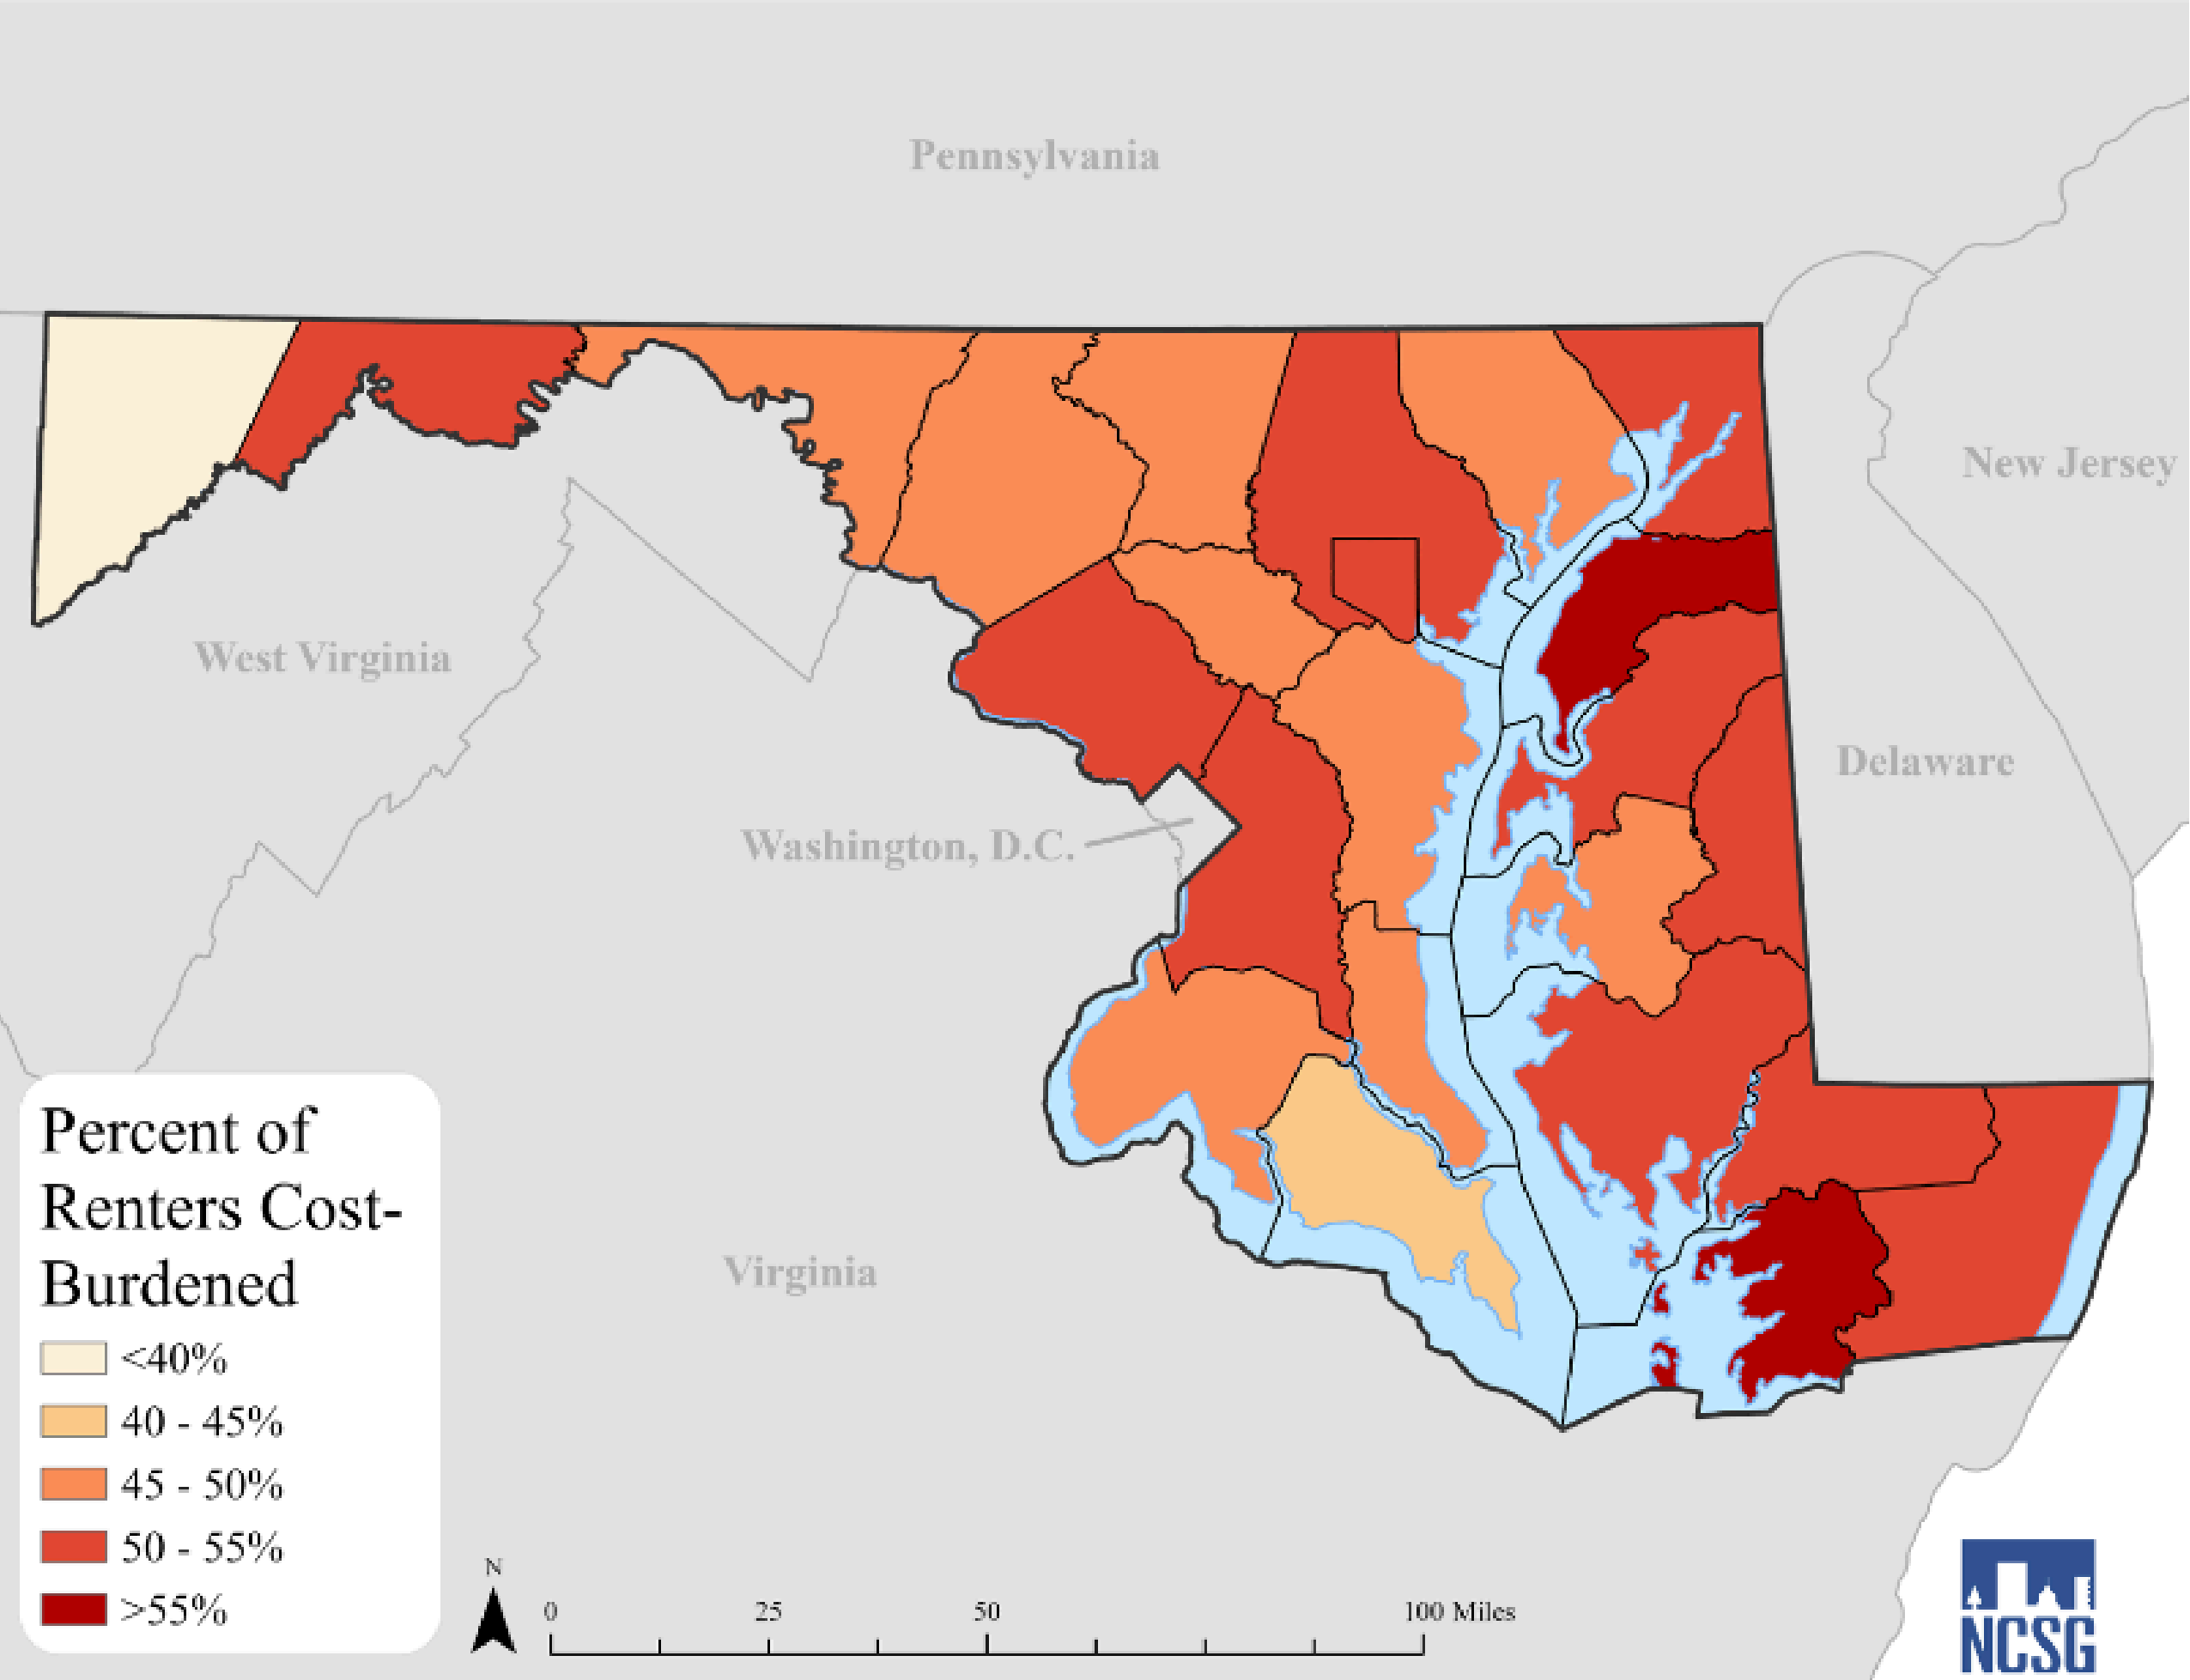 Pennsylvania
New Jersey
West Virginia
Delaware
Washington, D.C.
Virginia
Percent of
Renters Cost-
Burdened
<40%
40 - 45%
45 - 50%
50 - 55%
>55%
N
0 25 50 100 Miles
NCSG